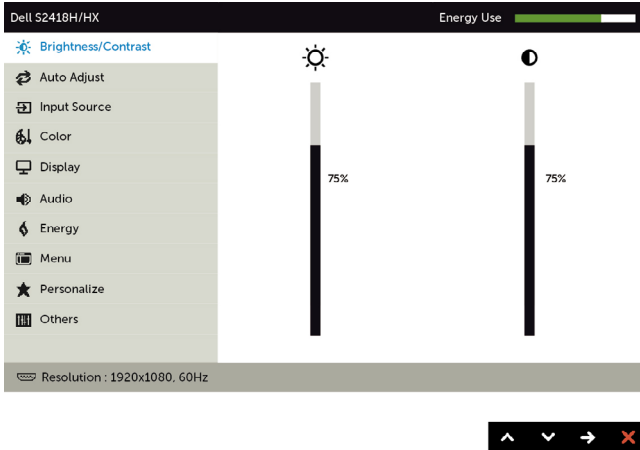 Dell S2418H/HX
Energy Use
Brightness/Contrast
Auto Adjust
Input Source
Color
Display
Audio
Energy
Menu
Personalize
Others
75%
75%
Resolution : 1920x1080, 60Hz